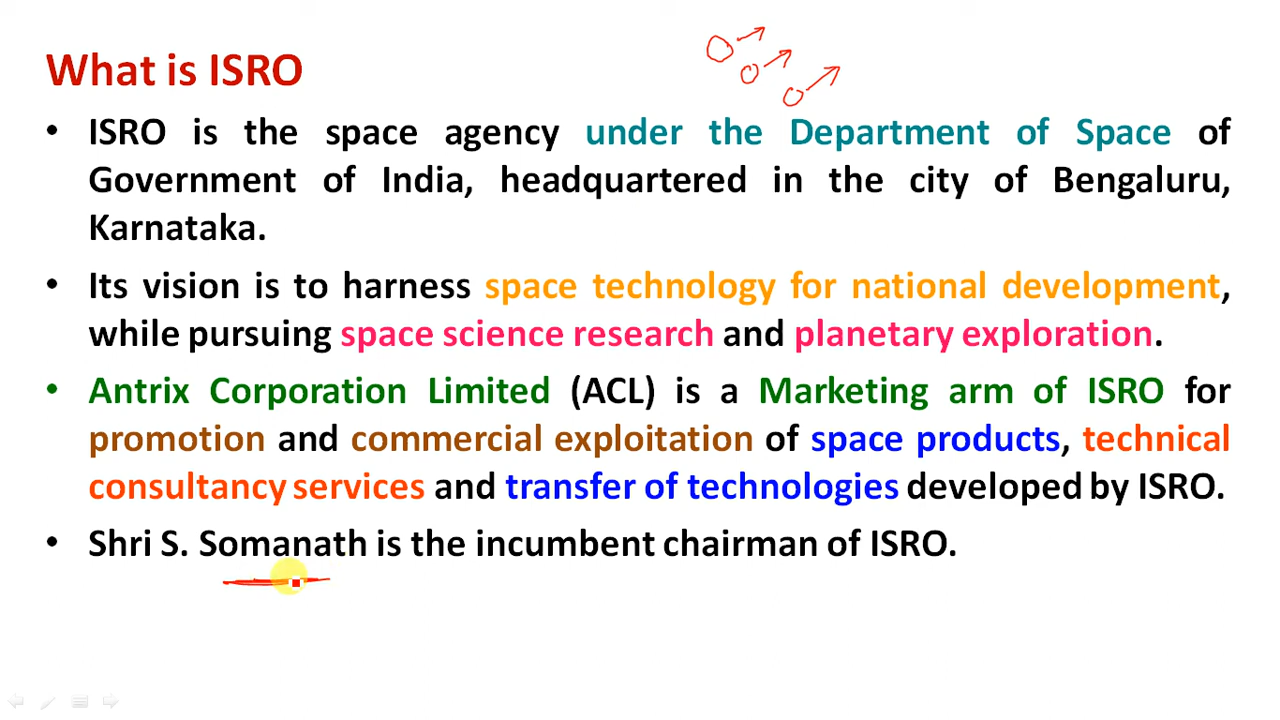 What is ISRO
• ISRO is the space agency under the Department of Space of
Government of India, headquartered in the city of Bengaluru,
Karnataka.
• Its vision is to harness space technology for national development,
while pursuing space science research and planetary exploration.
• Antrix Corporation Limited (ACL) is a Marketing arm of ISRO for
promotion and commercial exploitation of space products, technical
consultancy services and transfer of technologies developed by ISRO.
• Shri S. Somanath is the incumbent chairman of ISRO.